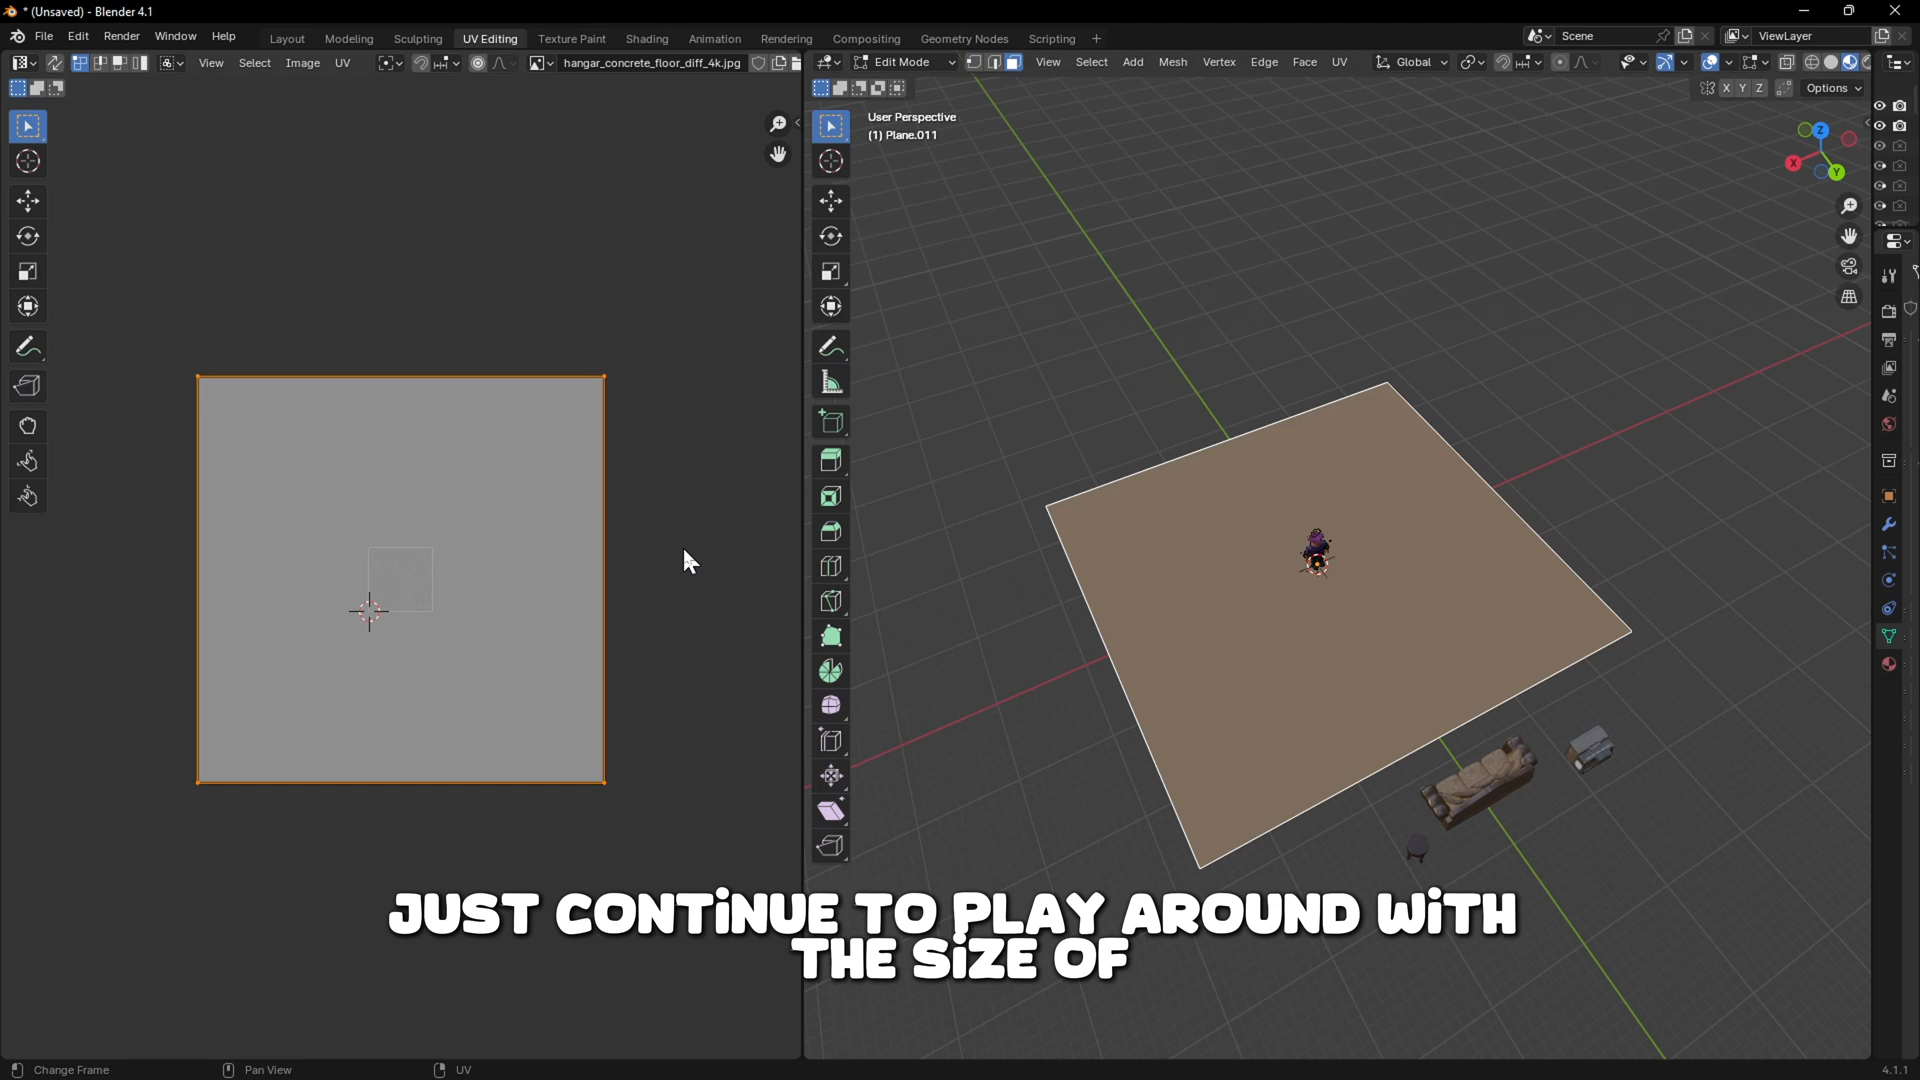 * (Unsaved) - Blender 4.1
File Edit Render Window Help
Layout Modeling Sculpting UV Editing Texture Paint Shading Animation Rendering Compositing Geometry Nodes Scripting +
Scene ViewLayer
View Select Image UV hangar_concrete_floor_diff_4k.jpg
Edit Mode View Select Add Mesh Vertex Edge Face UV Global
X Y Z Options
User Perspective
(1) Plane.011
Z
X
Y
JUST CONTiNUE TO PLAY AROUND WiTH
THE SiZE OF
Change Frame Pan View UV 4.1.1